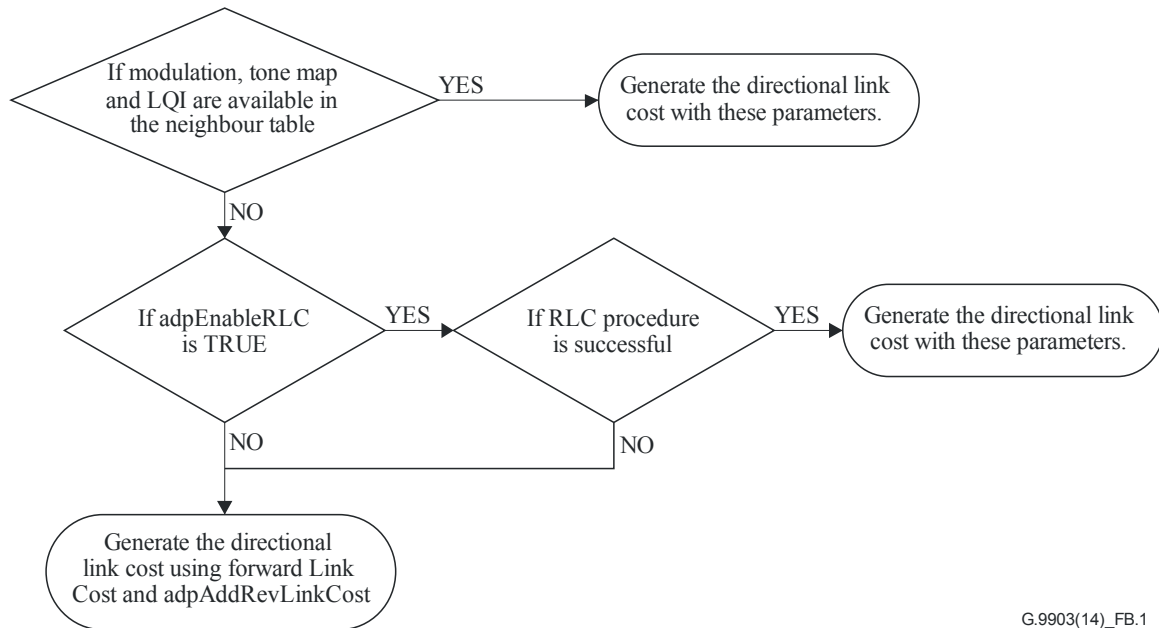 If modulation, tone map
and LQI are available in
the neighbour table
YES
Generate the directional link
cost with these parameters.
NO
If adpEnableRLC
is TRUE
YES
If RLC procedure
is successful
YES
Generate the directional link
cost with these parameters.
NO
NO
Generate the directional
link cost using forward Link
Cost and adpAddRevLinkCost
G.9903(14)_FB.1